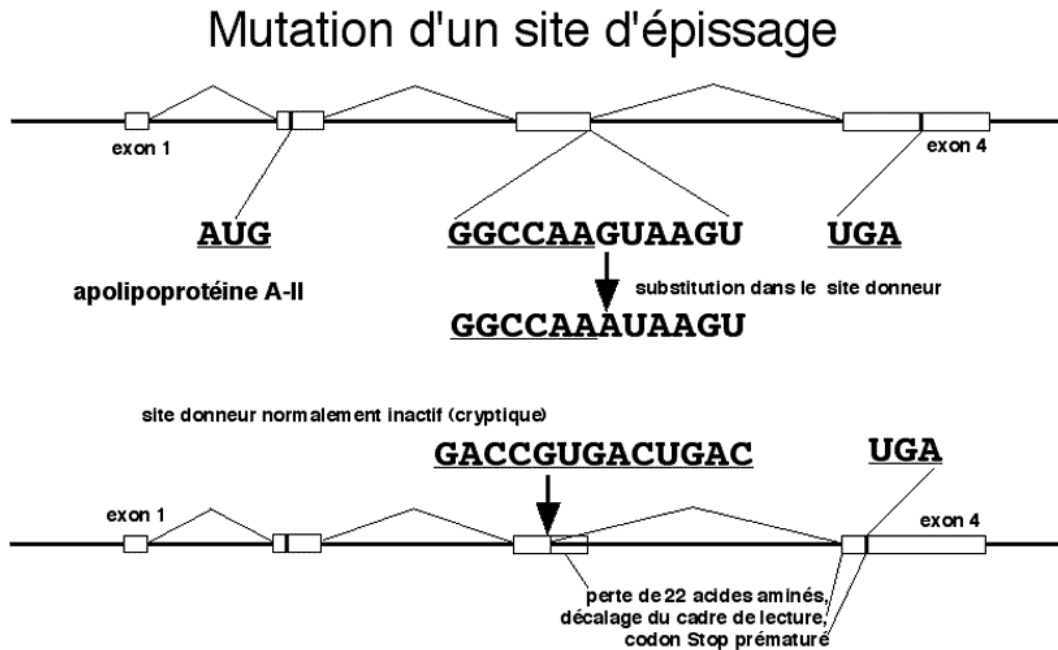 Mutation d'un site d'épissage
exon 1
exon 4
AUG
GGCCAAGUAAGU
UGA
apolipoprotéine A-II
substitution dans le site donneur
GGCCAAAUAAGU
site donneur normalement inactif (cryptique)
GACCGUGACUGAC
UGA
exon 1
exon 4
perte de 22 acides aminés,
décalage du cadre de lecture,
codon Stop prématuré